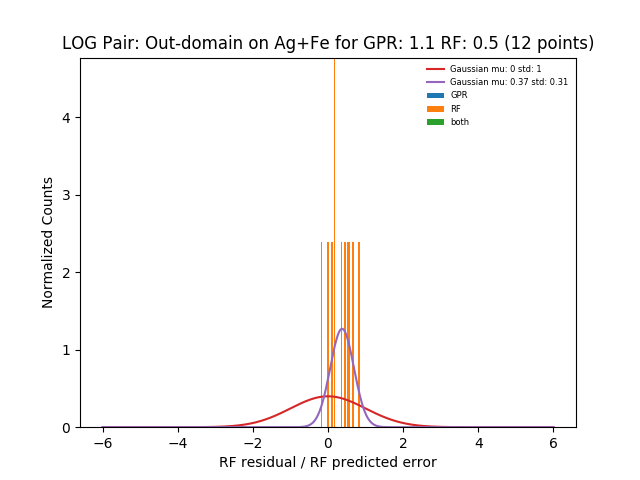 LOG Pair: Out-domain on Ag+Fe for GPR: 1.1 RF: 0.5 (12 points)
Gaussian mu: 0 std: 1
Gaussian mu: 0.37 std: 0.31
GPR
RF
both
Normalized Counts
4
3
2
1
0
−6
−4
−2
0
2
4
6
RF residual / RF predicted error